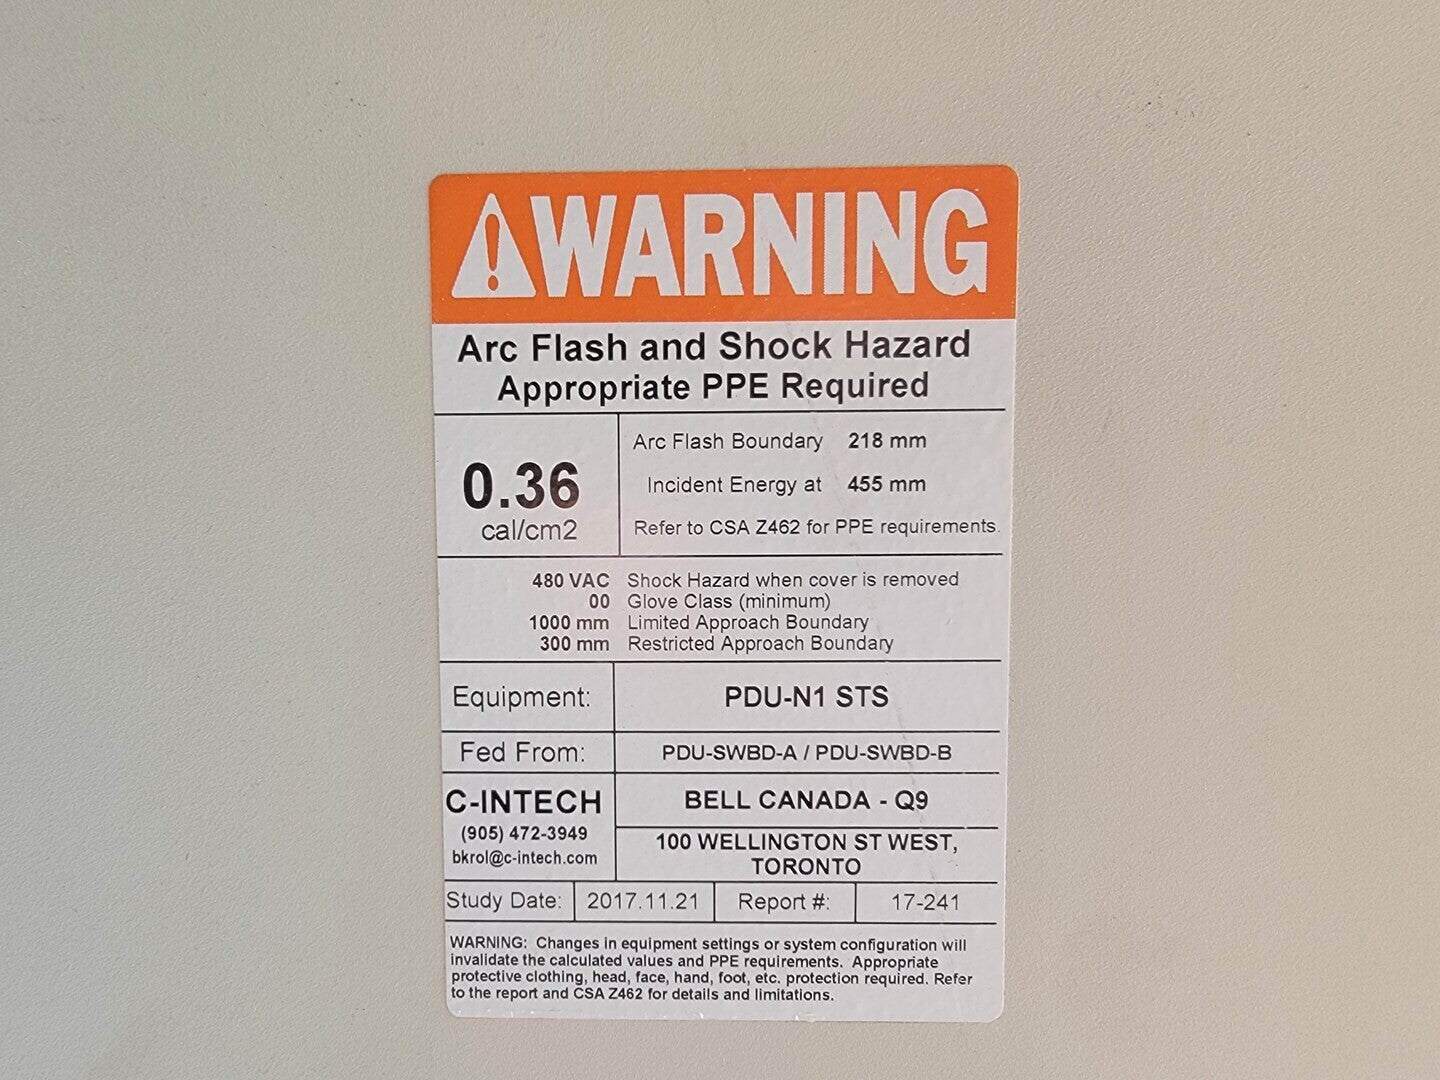 WARNING
Arc Flash and Shock Hazard
Appropriate PPE Required
0.36
cal/cm2
Arc Flash Boundary 218 mm
Incident Energy at 455 mm
Refer to CSA Z462 for PPE requirements.
480 VAC Shock Hazard when cover is removed
00 Glove Class (minimum)
1000 mm Limited Approach Boundary
300 mm Restricted Approach Boundary
Equipment: PDU-N1 STS
Fed From: PDU-SWBD-A / PDU-SWBD-B
C-INTECH
(905) 472-3949
bkrol@c-intech.com
BELL CANADA - Q9
100 WELLINGTON ST WEST,
TORONTO
Study Date: 2017.11.21 Report #: 17-241
WARNING: Changes in equipment settings or system configuration will
invalidate the calculated values and PPE requirements. Appropriate
protective clothing, head, face, hand, foot, etc. protection required. Refer
to the report and CSA Z462 for details and limitations.